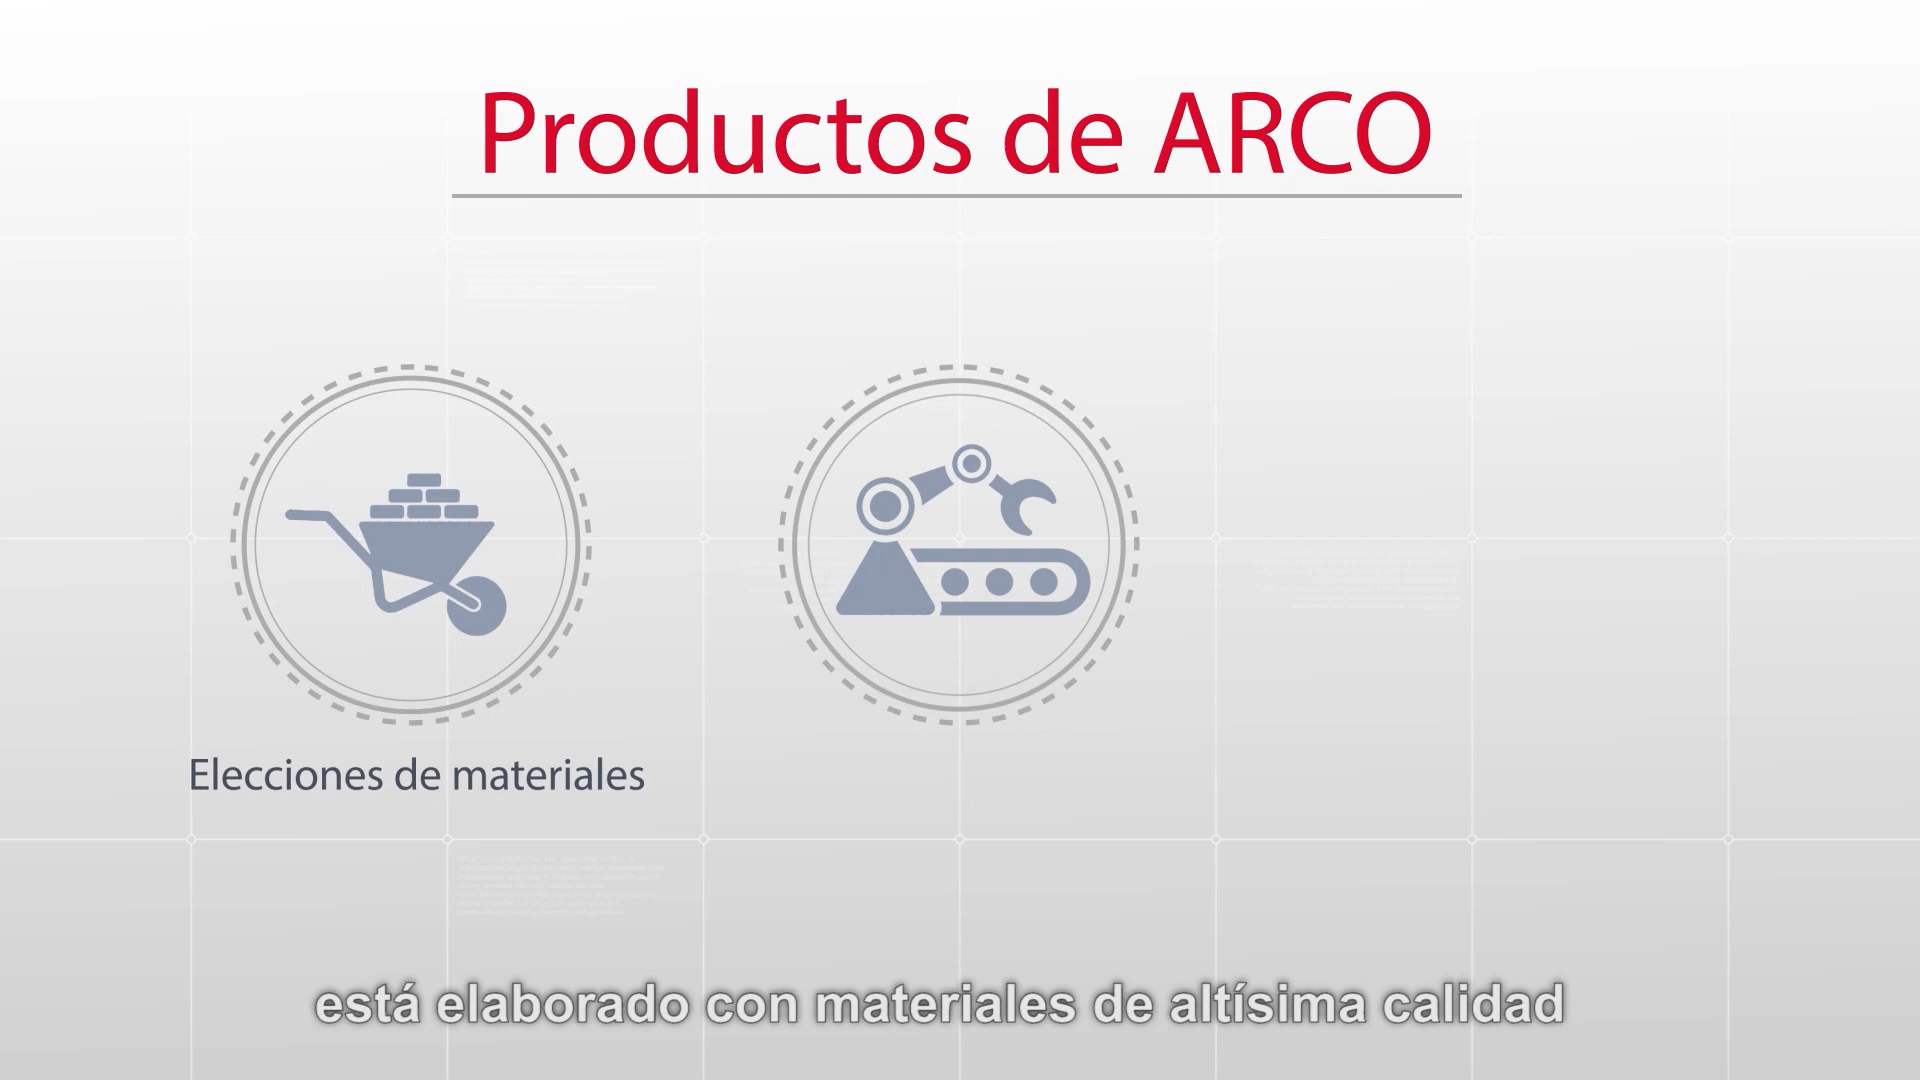 Productos de ARCO
Elecciones de materiales
está elaborado con materiales de altísima calidad